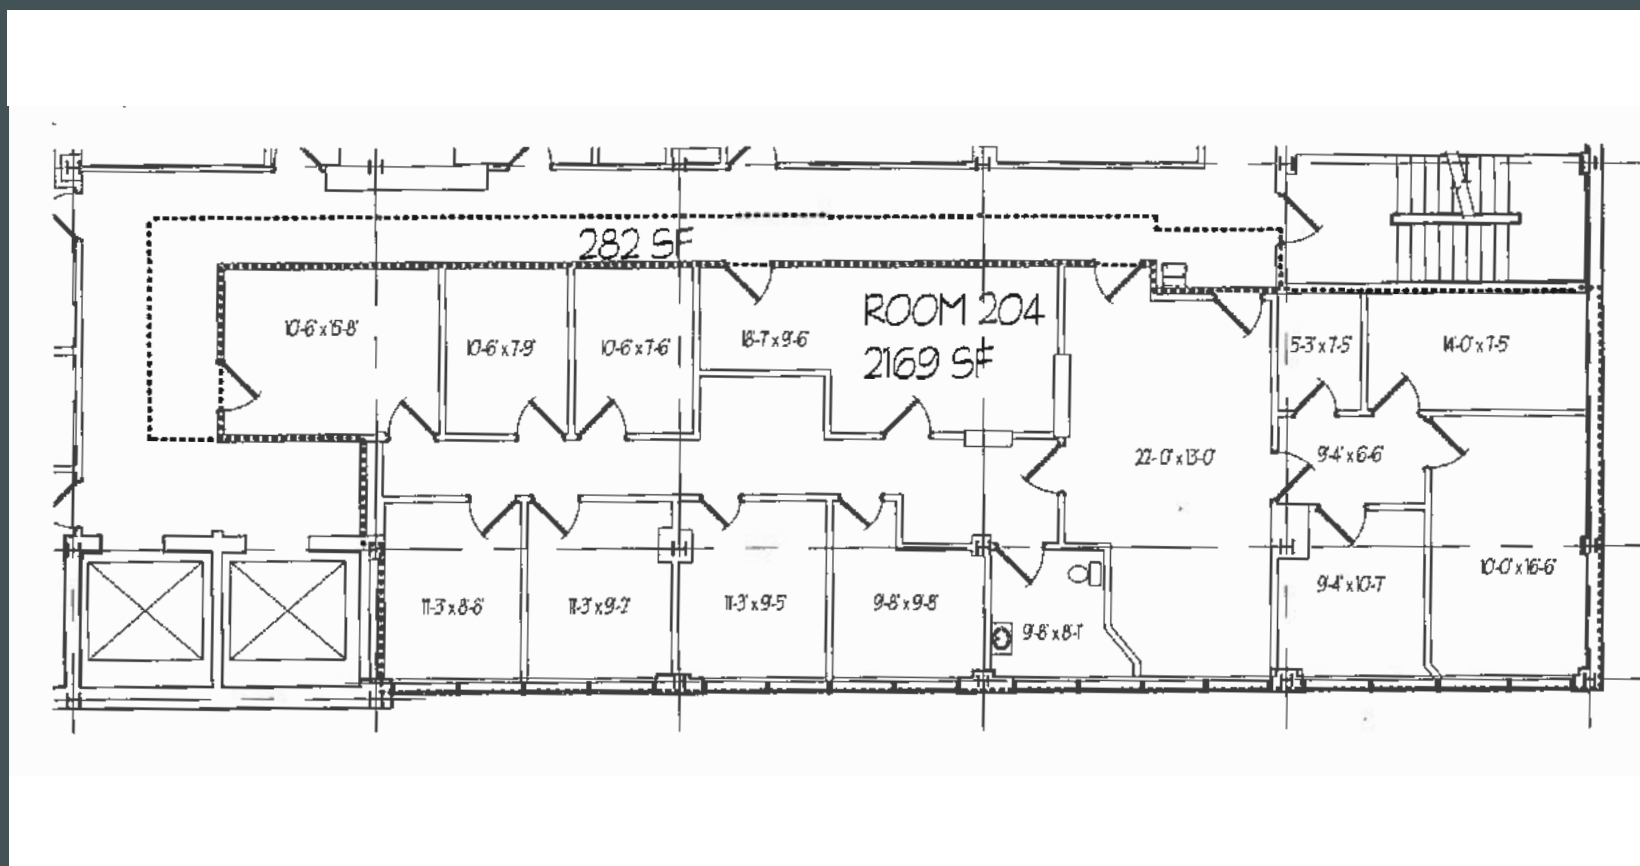 282 SF
ROOM 204
2169 SF
10'-6" x 15'-8"
10'-6" x 7'-9"
10'-6" x 7'-6"
18'-7" x 9'-6"
5'-3" x 7'-5"
14'-0" x 7'-5"
22'-0" x 13'-0"
9'-4" x 6'-6"
11'-3" x 8'-6"
11'-3" x 9'-2"
11'-3" x 9'-5"
9'-8" x 9'-8"
9'-8" x 8'-1"
9'-4" x 10'-7"
10'-0" x 16'-6"